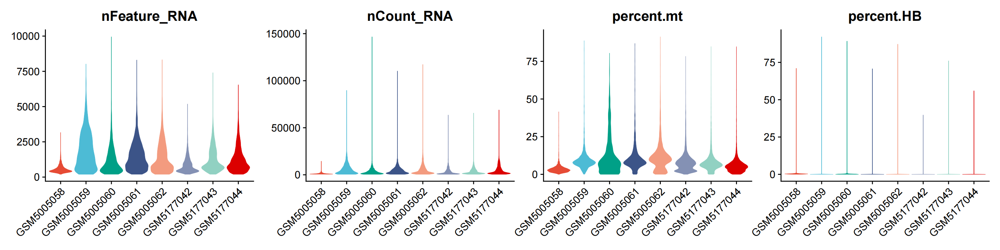 nFeature_RNA
10000
7500
5000
2500
0
GSM5005058
GSM5005059
GSM5005060
GSM5005061
GSM5005062
GSM5177042
GSM5177043
GSM5177044
nCount_RNA
150000
100000
50000
0
GSM5005058
GSM5005059
GSM5005060
GSM5005061
GSM5005062
GSM5177042
GSM5177043
GSM5177044
percent.mt
75
50
25
0
GSM5005058
GSM5005059
GSM5005060
GSM5005061
GSM5005062
GSM5177042
GSM5177043
GSM5177044
percent.HB
75
50
25
0
GSM5005058
GSM5005059
GSM5005060
GSM5005061
GSM5005062
GSM5177042
GSM5177043
GSM5177044